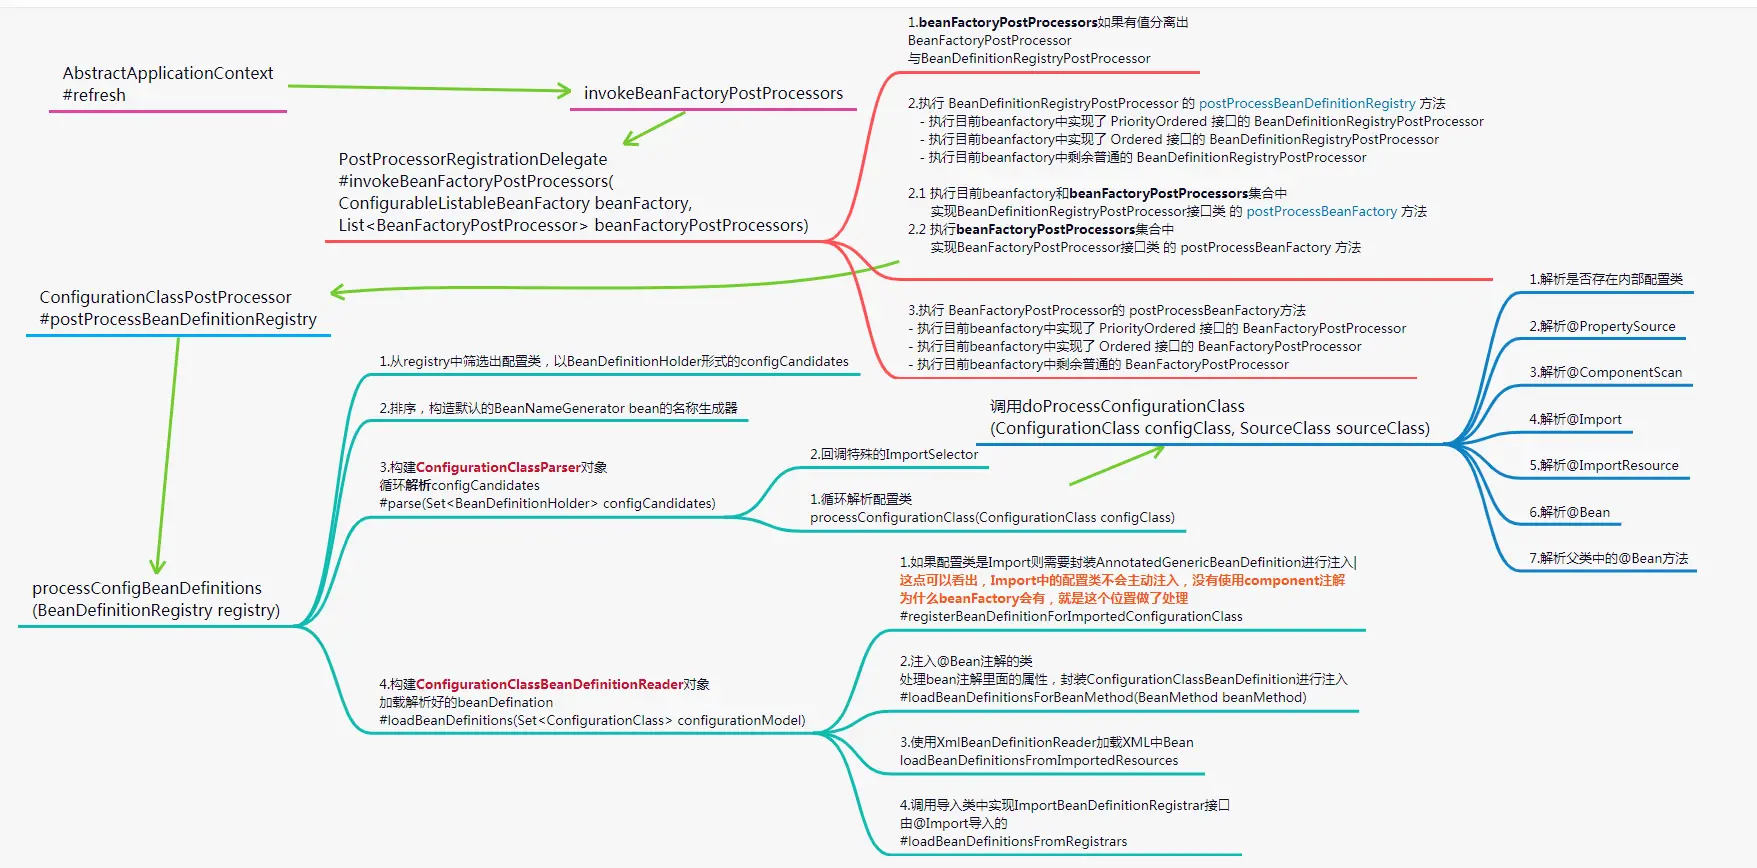 AbstractApplicationContext
#refresh
invokeBeanFactoryPostProcessors
PostProcessorRegistrationDelegate
#invokeBeanFactoryPostProcessors(
ConfigurableListableBeanFactory beanFactory,
List<BeanFactoryPostProcessor> beanFactoryPostProcessors)
1.beanFactoryPostProcessors如果有值分离出
BeanFactoryPostProcessor
与BeanDefinitionRegistryPostProcessor
2.执行 BeanDefinitionRegistryPostProcessor 的 postProcessBeanDefinitionRegistry 方法
- 执行目前beanfactory中实现了 PriorityOrdered 接口的 BeanDefinitionRegistryPostProcessor
- 执行目前beanfactory中实现了 Ordered 接口的 BeanDefinitionRegistryPostProcessor
- 执行目前beanfactory中剩余普通的 BeanDefinitionRegistryPostProcessor
2.1 执行目前beanfactory和beanFactoryPostProcessors集合中
实现BeanDefinitionRegistryPostProcessor接口类 的 postProcessBeanFactory 方法
2.2 执行beanFactoryPostProcessors集合中
实现BeanFactoryPostProcessor接口类 的 postProcessBeanFactory 方法
3.执行 BeanFactoryPostProcessor的 postProcessBeanFactory方法
- 执行目前beanfactory中实现了 PriorityOrdered 接口的 BeanFactoryPostProcessor
- 执行目前beanfactory中实现了 Ordered 接口的 BeanFactoryPostProcessor
- 执行目前beanfactory中剩余普通的 BeanFactoryPostProcessor
ConfigurationClassPostProcessor
#postProcessBeanDefinitionRegistry
processConfigBeanDefinitions
(BeanDefinitionRegistry registry)
1.从registry中筛选出配置类，以BeanDefinitionHolder形式的configCandidates
2.排序，构造默认的BeanNameGenerator bean的名称生成器
3.构建ConfigurationClassParser对象
循环解析configCandidates
#parse(Set<BeanDefinitionHolder> configCandidates)
2.回调特殊的ImportSelector
1.循环解析配置类
processConfigurationClass(ConfigurationClass configClass)
调用doProcessConfigurationClass
(ConfigurationClass configClass, SourceClass sourceClass)
1.解析是否存在内部配置类
2.解析@PropertySource
3.解析@ComponentScan
4.解析@Import
5.解析@ImportResource
6.解析@Bean
7.解析父类中的@Bean方法
4.构建ConfigurationClassBeanDefinitionReader对象
加载解析好的beanDefination
#loadBeanDefinitions(Set<ConfigurationClass> configurationModel)
1.如果配置类是Import则需要封装AnnotatedGenericBeanDefinition进行注入
这点可以看出，Import中的配置类不会主动注入，没有使用component注解
为什么beanFactory会有，就是这个位置做了处理
#registerBeanDefinitionForImportedConfigurationClass
2.注入@Bean注解的类
处理bean注解里面的属性，封装ConfigurationClassBeanDefinition进行注入
#loadBeanDefinitionsForBeanMethod(BeanMethod beanMethod)
3.使用XmlBeanDefinitionReader加载XML中Bean
loadBeanDefinitionsFromImportedResources
4.调用导入类中实现ImportBeanDefinitionRegistrar接口
由@Import导入的
#loadBeanDefinitionsFromRegistrars